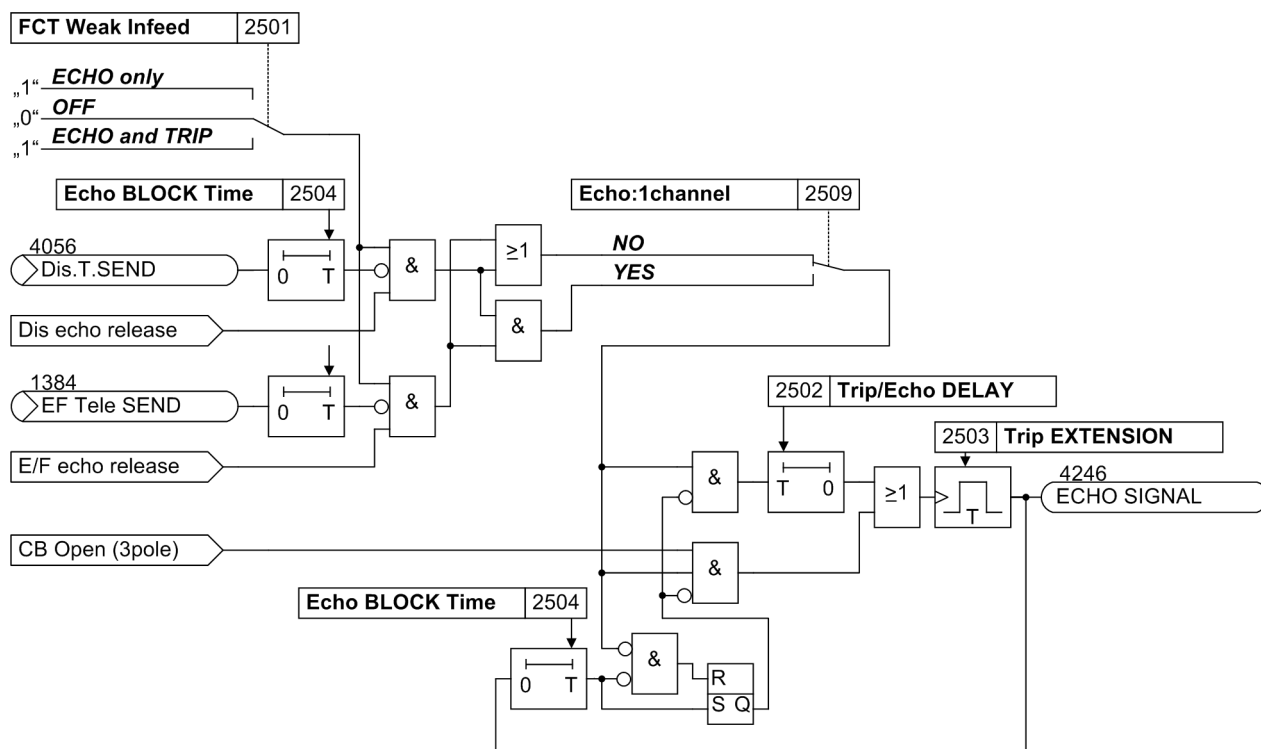 FCT Weak Infeed 2501
„1“ ECHO only
„0“ OFF
„1“ ECHO and TRIP
Echo BLOCK Time 2504
Echo:1channel 2509
4056
Dis.T.SEND
0 T
&
≥1
NO
YES
Dis echo release
&
1384
EF Tele SEND
0 T
&
2502 Trip/Echo DELAY
2503 Trip EXTENSION
E/F echo release
&
T 0
≥1
T
4246
ECHO SIGNAL
CB Open (3pole)
&
Echo BLOCK Time 2504
0 T
&
R
S Q